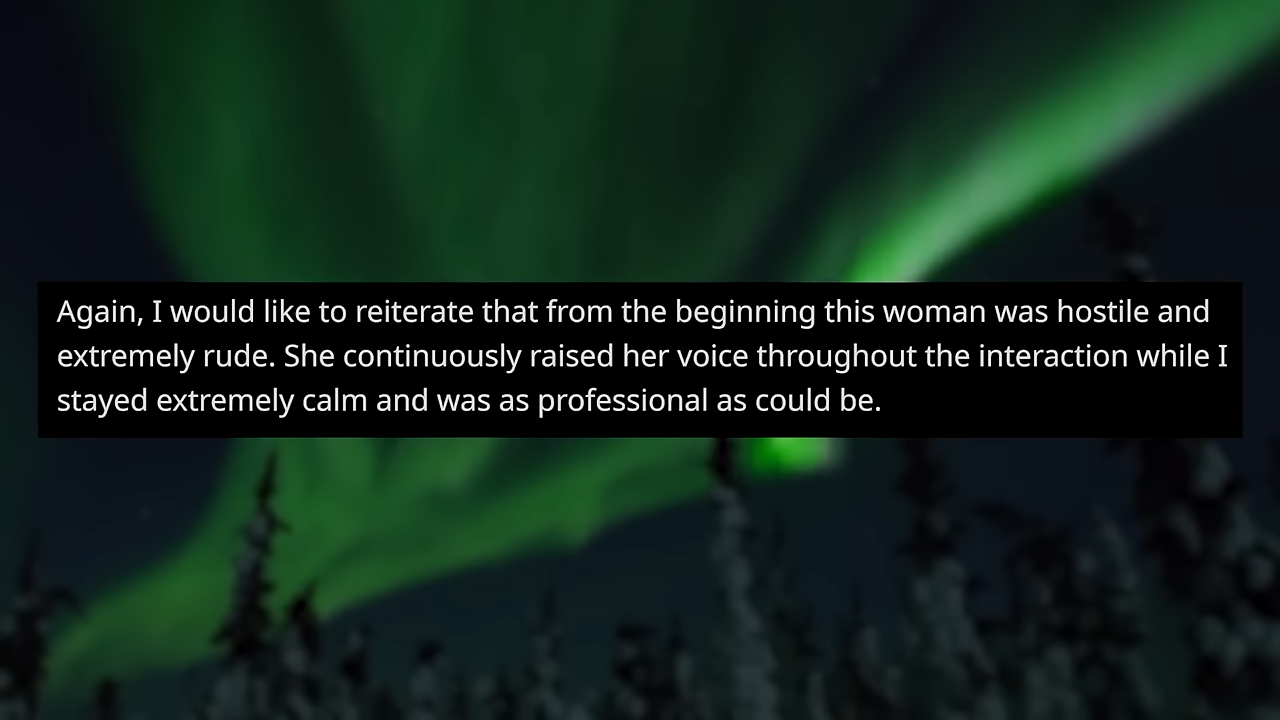 Again, I would like to reiterate that from the beginning this woman was hostile and
extremely rude. She continuously raised her voice throughout the interaction while I
stayed extremely calm and was as professional as could be.